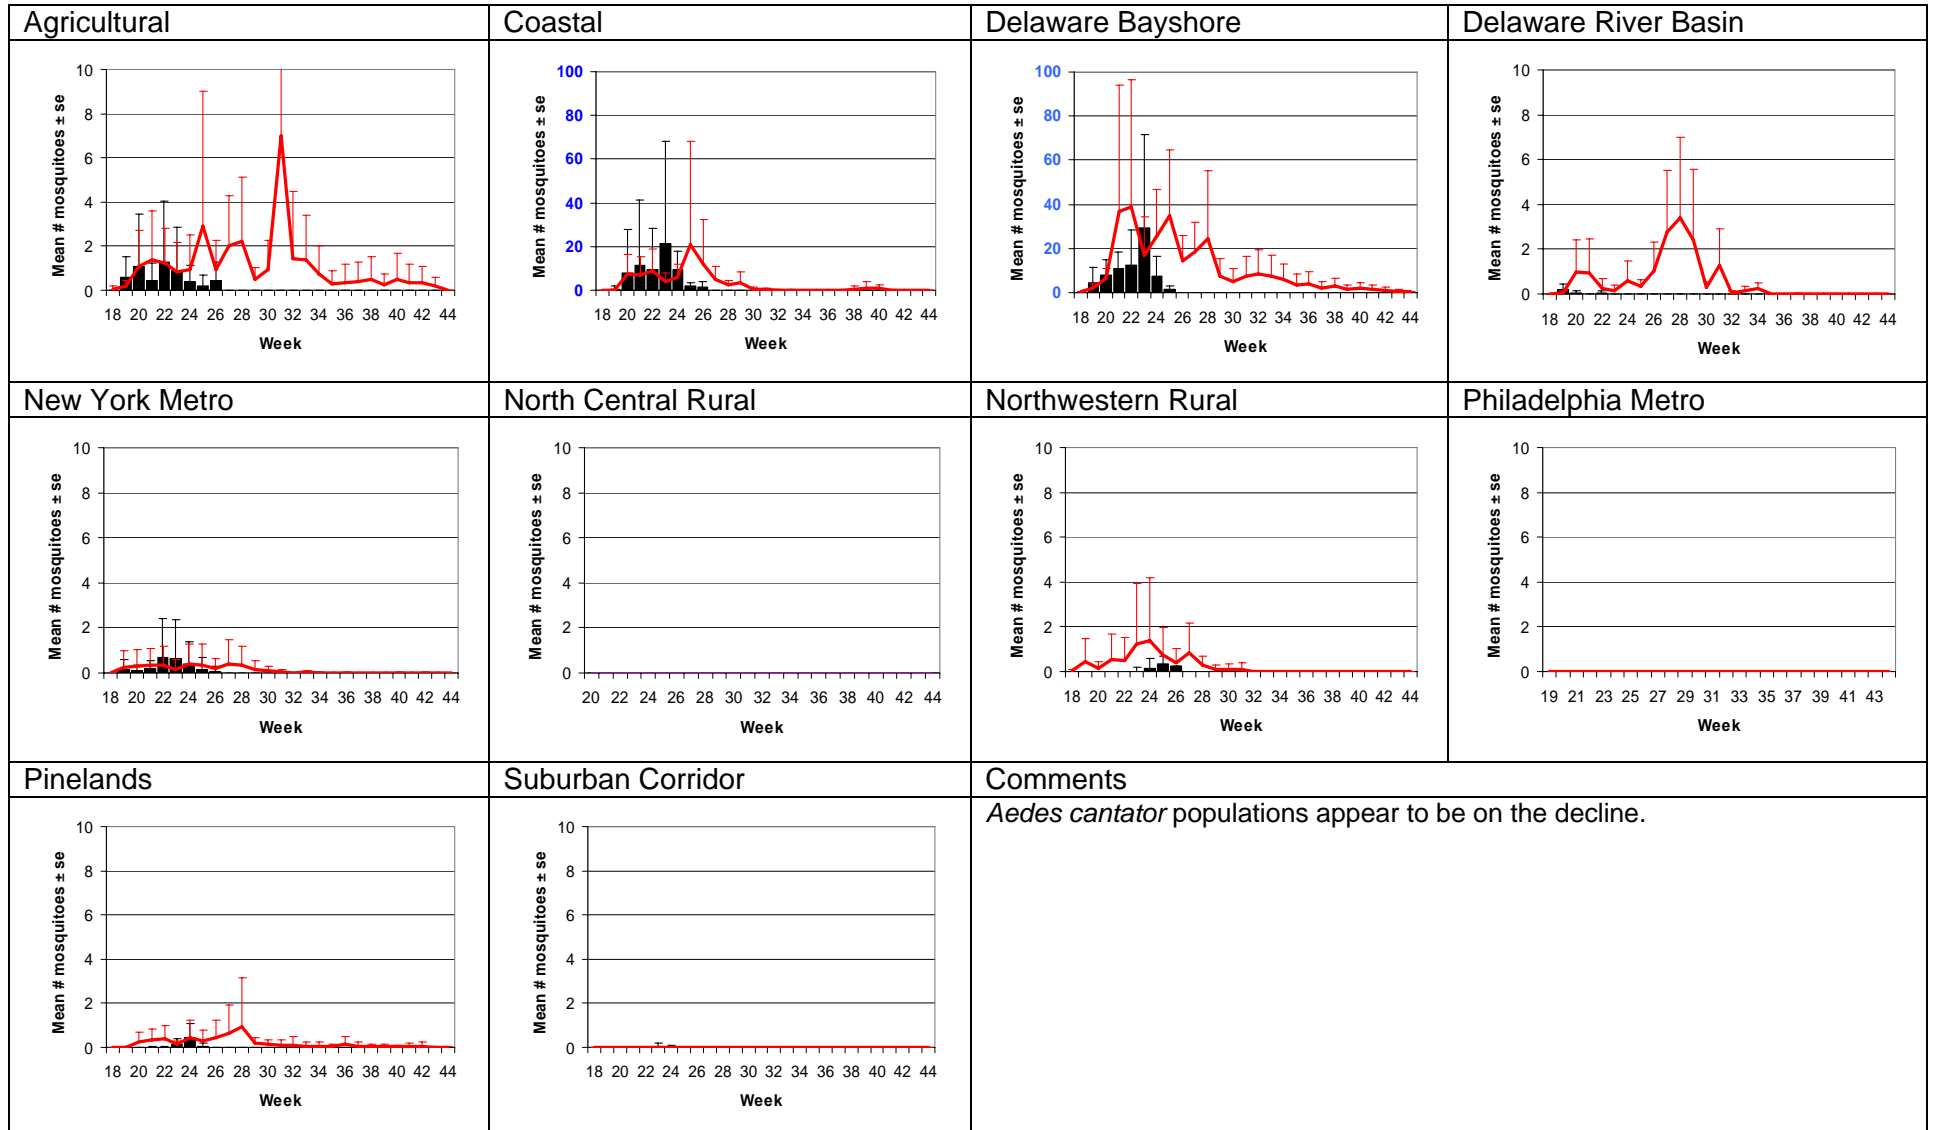 Agricultural
Mean # mosquitoes ± se
10
8
6
4
2
0
18 20 22 24 26 28 30 32 34 36 38 40 42 44
Week
Coastal
Mean # mosquitoes ± se
100
80
60
40
20
0
18 20 22 24 26 28 30 32 34 36 38 40 42 44
Week
Delaware Bayshore
Mean # mosquitoes ± se
100
80
60
40
20
0
18 20 22 24 26 28 30 32 34 36 38 40 42 44
Week
Delaware River Basin
Mean # mosquitoes ± se
10
8
6
4
2
0
18 20 22 24 26 28 30 32 34 36 38 40 42 44
Week
New York Metro
Mean # mosquitoes ± se
10
8
6
4
2
0
18 20 22 24 26 28 30 32 34 36 38 40 42 44
Week
North Central Rural
Mean # mosquitoes ± se
10
8
6
4
2
0
20 22 24 26 28 30 32 34 36 38 40 42 44
Week
Northwestern Rural
Mean # mosquitoes ± se
10
8
6
4
2
0
18 20 22 24 26 28 30 32 34 36 38 40 42 44
Week
Philadelphia Metro
Mean # mosquitoes ± se
10
8
6
4
2
0
19 21 23 25 27 29 31 33 35 37 39 41 43
Week
Pinelands
Mean # mosquitoes ± se
10
8
6
4
2
0
18 20 22 24 26 28 30 32 34 36 38 40 42 44
Week
Suburban Corridor
Mean # mosquitoes ± se
10
8
6
4
2
0
18 20 22 24 26 28 30 32 34 36 38 40 42 44
Week
Comments
Aedes cantator populations appear to be on the decline.